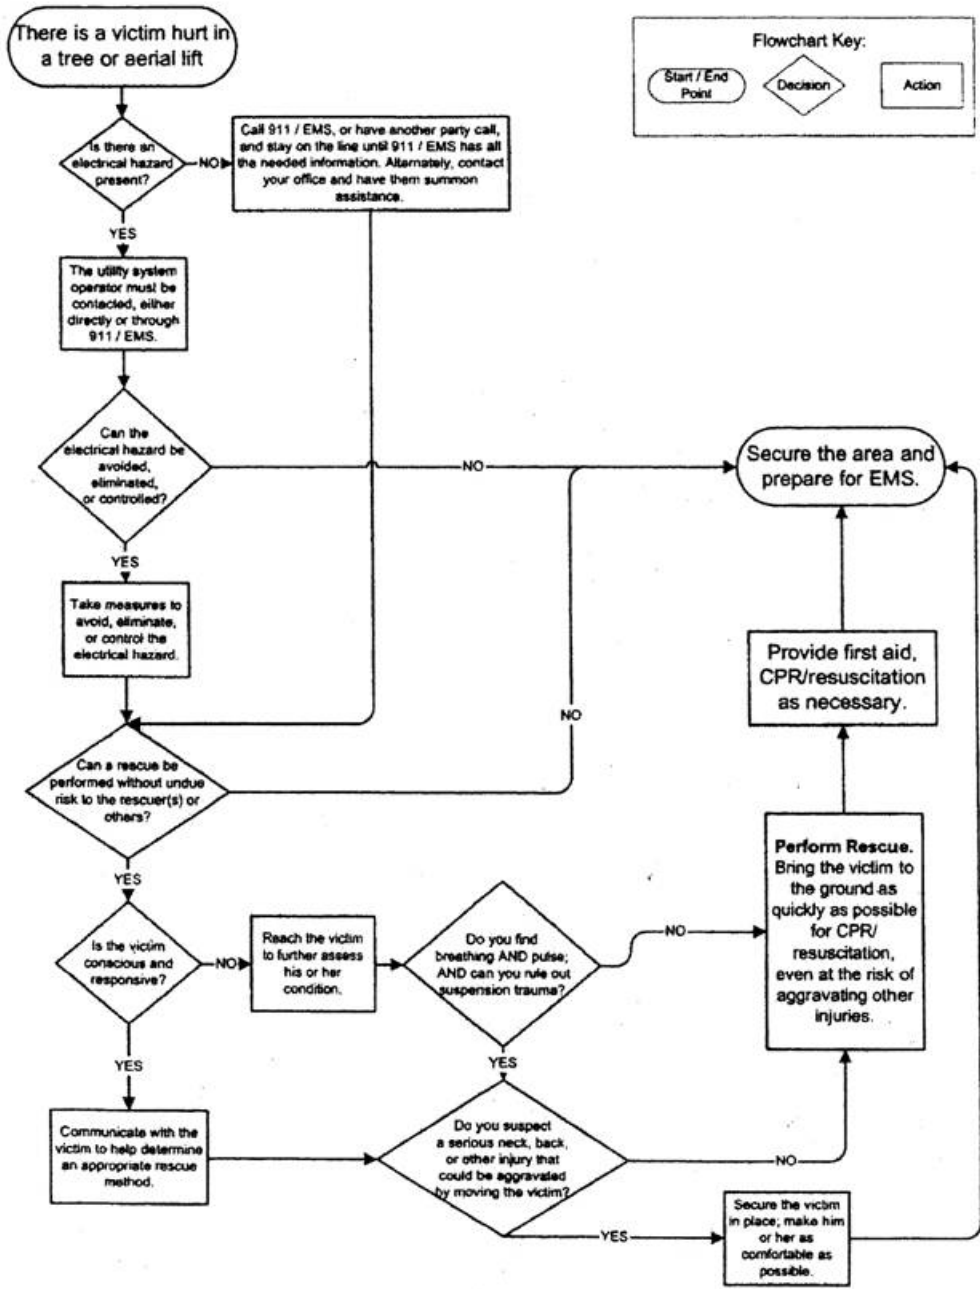 There is a victim hurt in
a tree or aerial lift
Flowchart Key:
Start / End
Point
Decision
Action
Is there an
electrical hazard
present?
NO
Call 911 / EMS, or have another party call,
and stay on the line until 911 / EMS has all
the needed information. Alternately, contact
your office and have them summon
assistance.
YES
The utility system
operator must be
contacted, either
directly or through
911 / EMS.
Can the
electrical hazard be
avoided,
eliminated,
or controlled?
NO
Secure the area and
prepare for EMS.
YES
Take measures to
avoid, eliminate,
or control the
electrical hazard.
Provide first aid,
CPR/resuscitation
as necessary.
NO
Can a rescue be
performed without undue
risk to the rescuer(s) or
others?
YES
Perform Rescue.
Bring the victim to
the ground as
quickly as possible
for CPR/
resuscitation,
even at the risk of
aggravating other
injuries.
Is the victim
conscious and
responsive?
NO
Reach the victim
to further assess
his or her
condition.
Do you find
breathing AND pulse;
AND can you rule out
suspension trauma?
NO
YES
YES
Communicate with the
victim to help determine
an appropriate rescue
method.
Do you suspect
a serious neck, back,
or other injury that
could be aggravated
by moving the victim?
NO
YES
Secure the victim
in place; make him
or her as
comfortable as
possible.